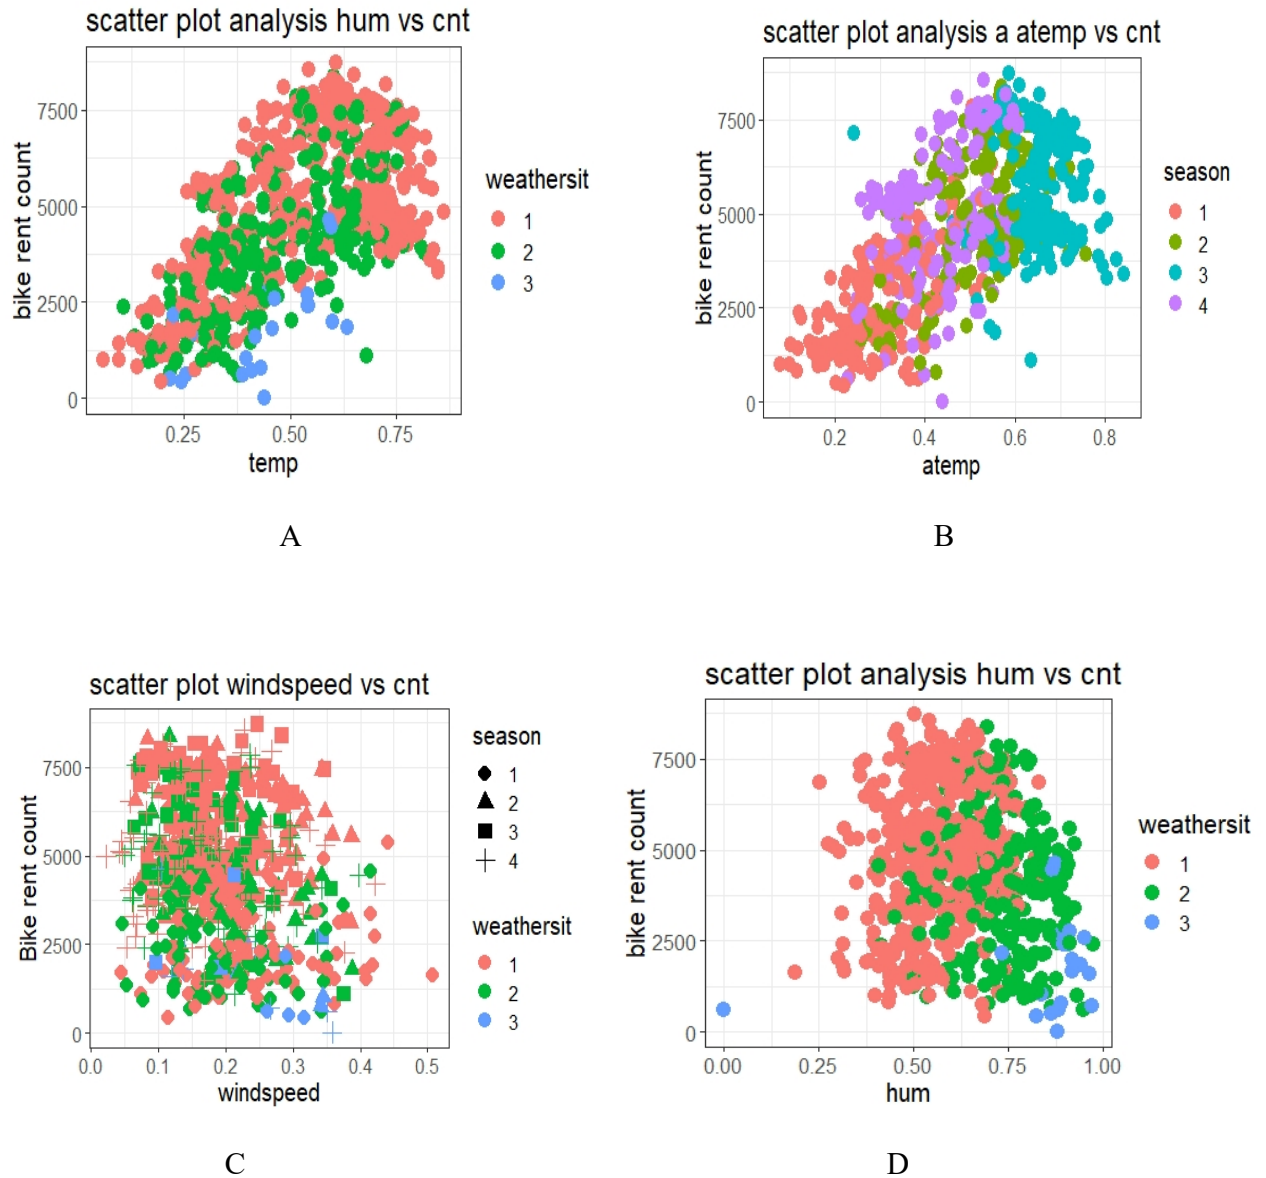 scatter plot analysis hum vs cnt
bike rent count
7500
5000
2500
0
0.25 0.50 0.75
temp
weathersit
1
2
3
A
scatter plot analysis a atemp vs cnt
bike rent count
7500
5000
2500
0
0.2 0.4 0.6 0.8
atemp
season
1
2
3
4
B
scatter plot windspeed vs cnt
Bike rent count
7500
5000
2500
0
0.0 0.1 0.2 0.3 0.4 0.5
windspeed
season
1
2
3
4
weathersit
1
2
3
C
scatter plot analysis hum vs cnt
bike rent count
7500
5000
2500
0
0.00 0.25 0.50 0.75 1.00
hum
weathersit
1
2
3
D